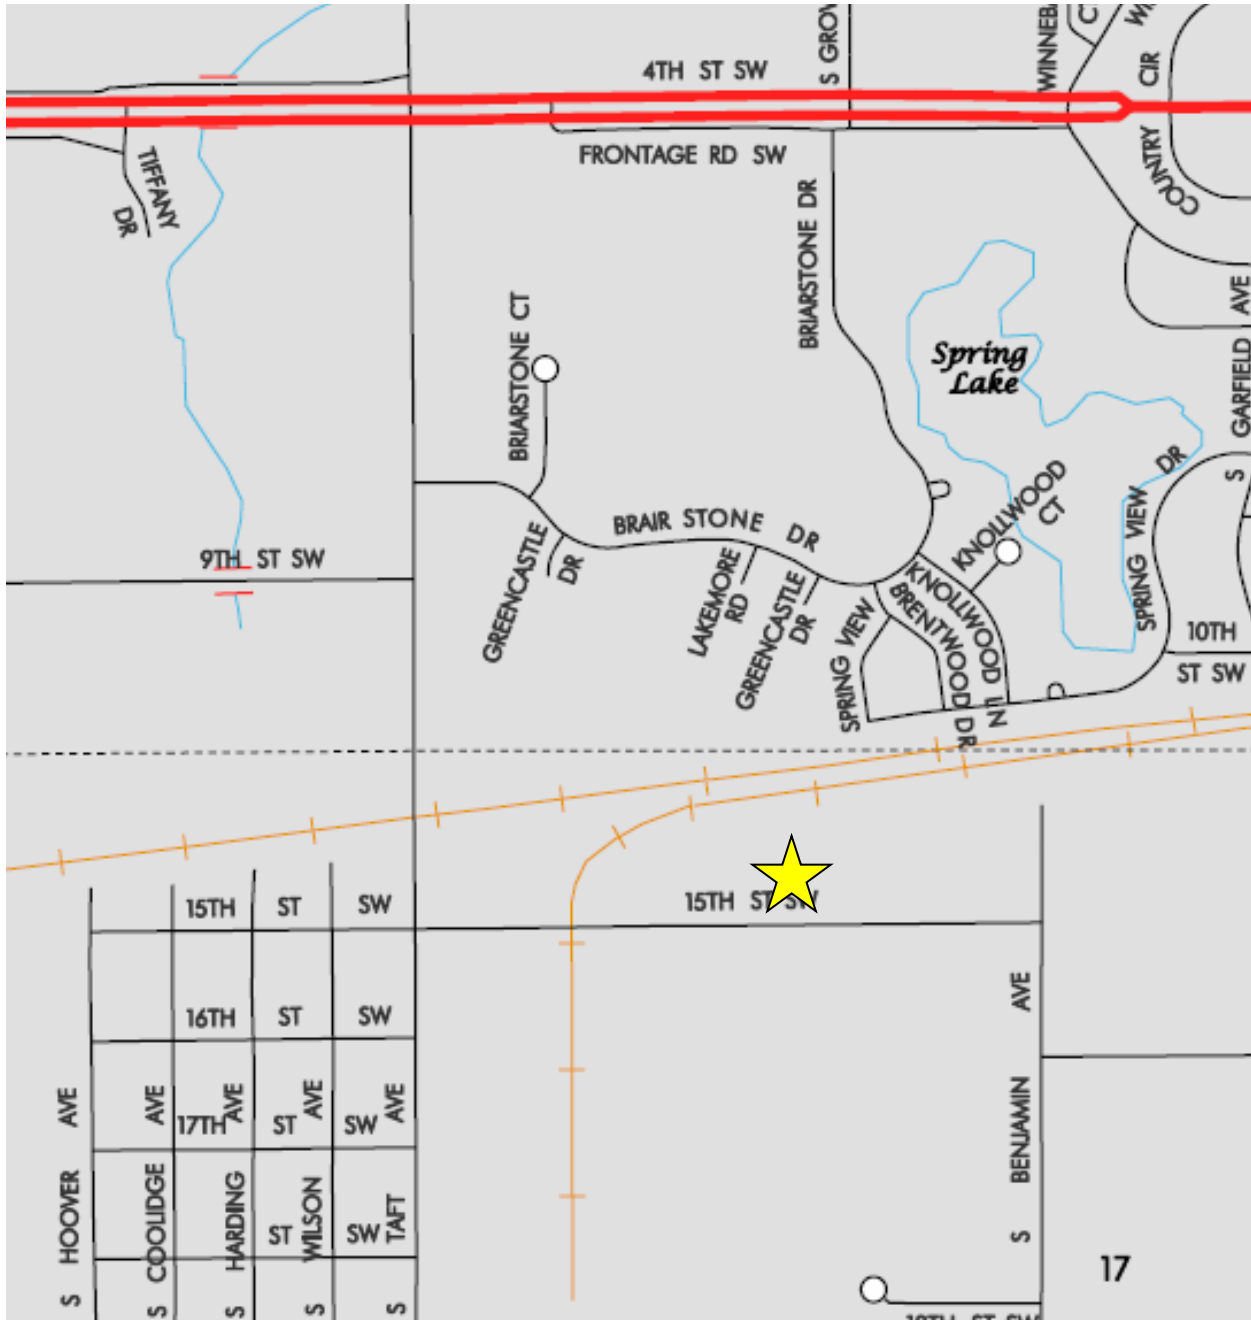 S GROV
WINNEB
CT
4TH ST SW
CIR
FRONTAGE RD SW
COUNTRY
TIFFANY
DR
BRIARSTONE DR
AVE
GARFIELD
S
BRIARSTONE CT
Spring
Lake
DR
SPRING VIEW
KNOLLWOOD
CT
BRAIR STONE DR
GREENCASTLE
DR
9TH ST SW
LAKEMORE
RD
GREENCASTLE
DR
SPRING VIEW
KNOLLWOOD LN
BRENTWOOD DR
10TH
ST SW
15TH ST SW
15TH ST SW
16TH ST SW
17TH ST SW
ST SW
S HOOVER AVE
S COOLIDGE AVE
S HARDING AVE
S WILSON AVE
S TAFT AVE
S BENJAMIN AVE
17
ST SW